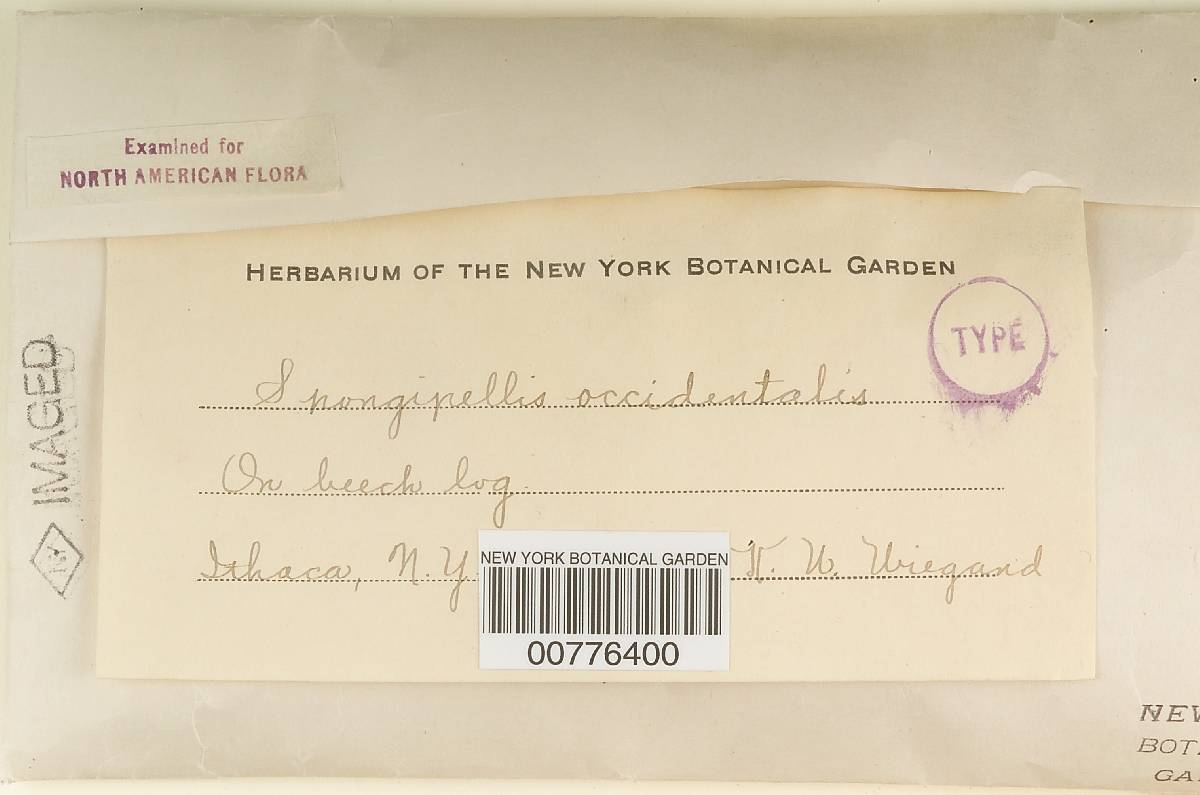 Examined for
NORTH AMERICAN FLORA
HERBARIUM OF THE NEW YORK BOTANICAL GARDEN
TYPE
Spongipellis occidentalis
On beech log.
Ithaca, N.Y
K. W. Wiegand
NEW YORK BOTANICAL GARDEN
00776400
IMAGED
NEW
BOTA
GA